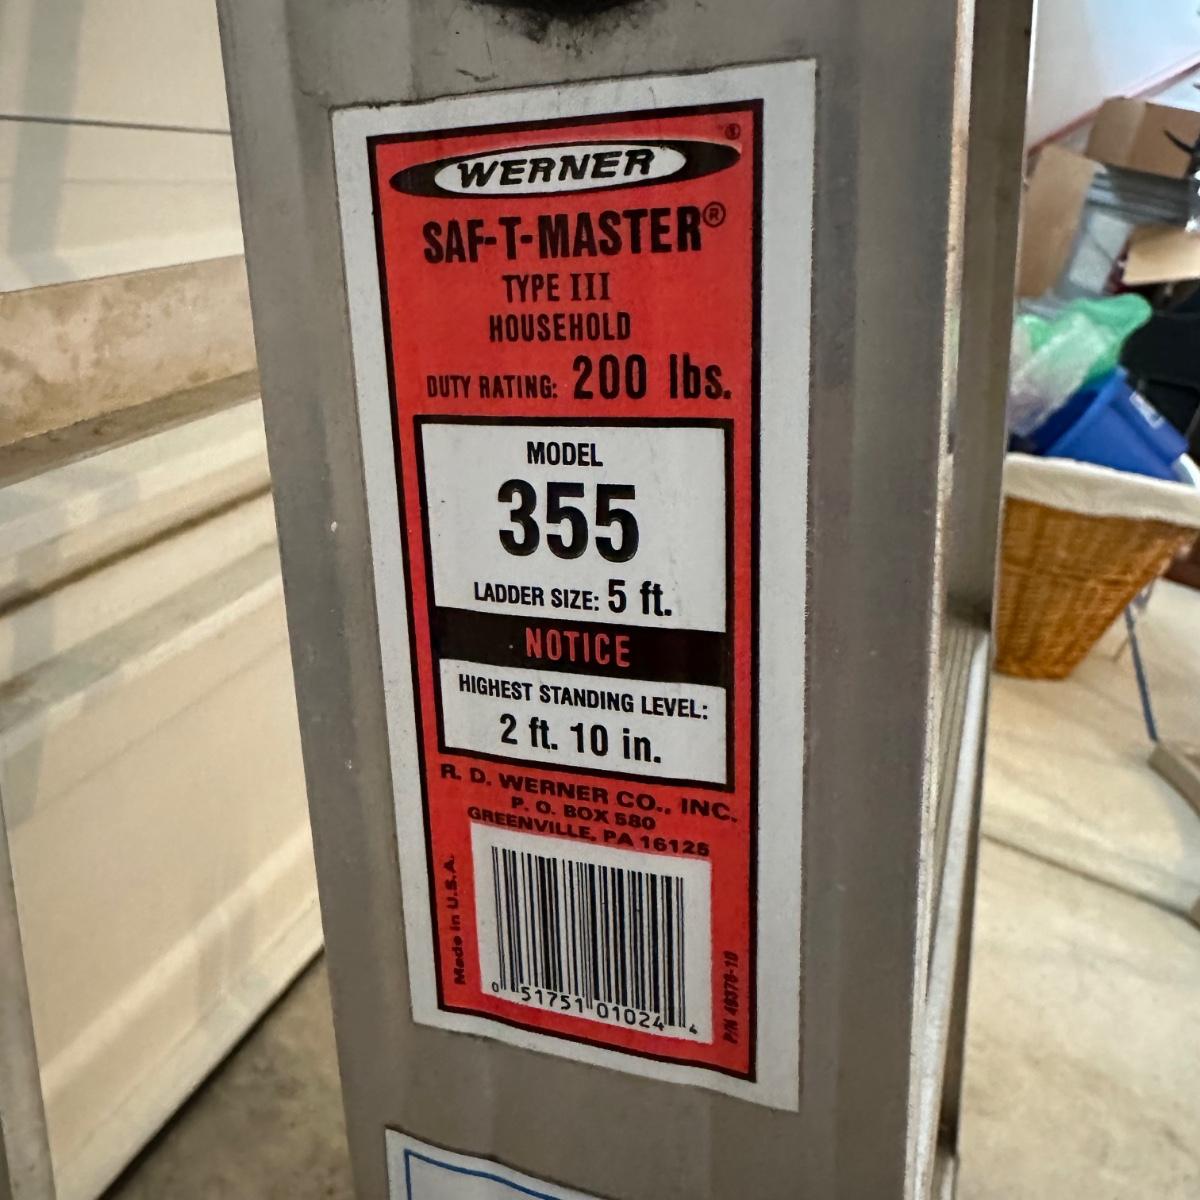 WERNER®
SAF-T-MASTER®
TYPE III
HOUSEHOLD
DUTY RATING: 200 lbs.
MODEL
355
LADDER SIZE: 5 ft.
NOTICE
HIGHEST STANDING LEVEL:
2 ft. 10 in.
R. D. WERNER CO., INC.
P. O. BOX 580
GREENVILLE, PA 16125
Made in U.S.A.
0 51751 01024 4
P/N 49378-10